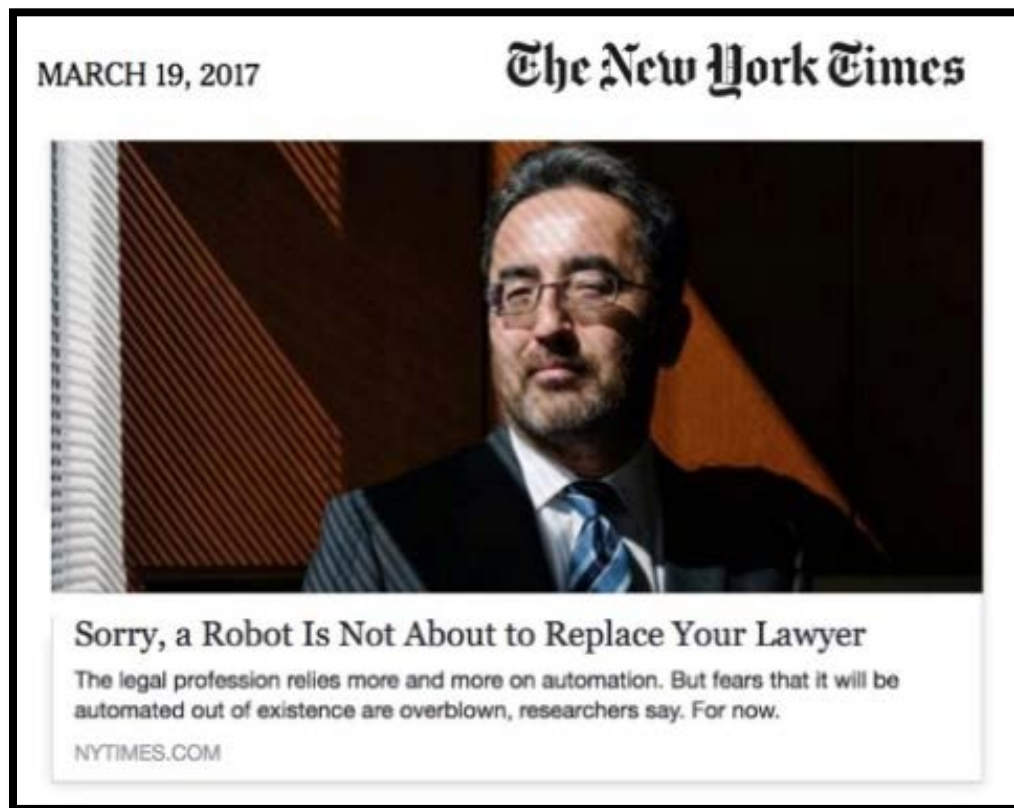 MARCH 19, 2017
The New York Times
Sorry, a Robot Is Not About to Replace Your Lawyer
The legal profession relies more and more on automation. But fears that it will be
automated out of existence are overblown, researchers say. For now.
NYTIMES.COM